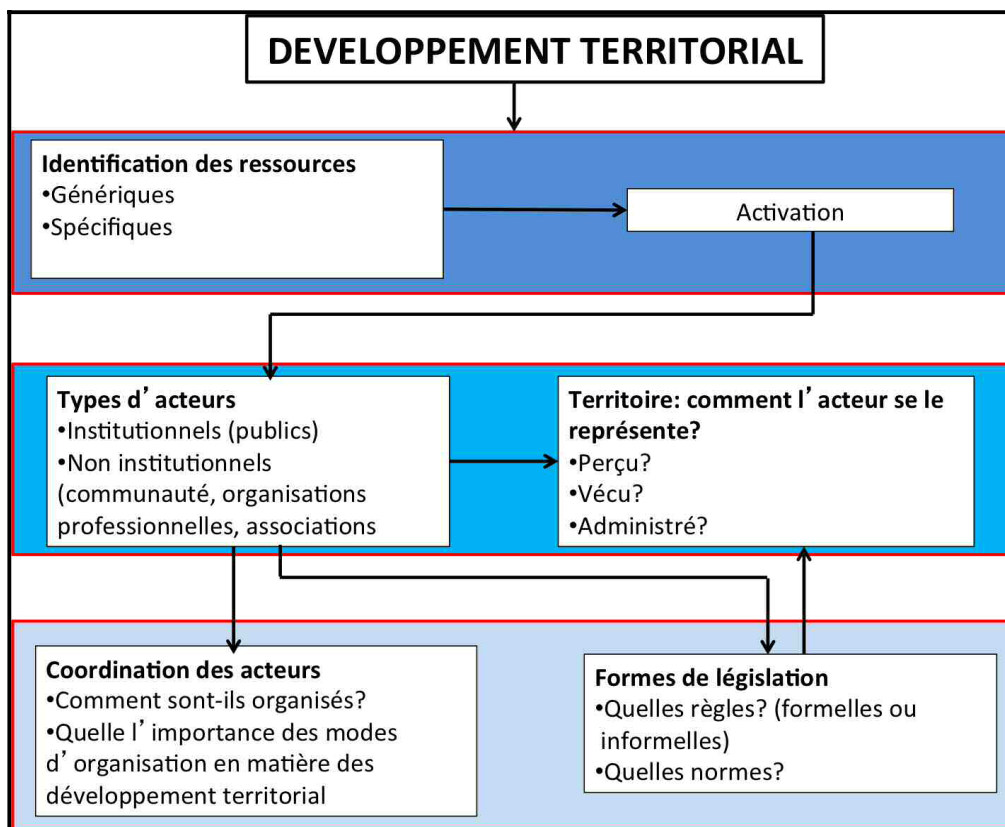 DEVELOPPEMENT TERRITORIAL
Identification des ressources
•Génériques
•Spécifiques
Activation
Types d’acteurs
•Institutionnels (publics)
•Non institutionnels
(communauté, organisations
professionnelles, associations
Territoire: comment l’acteur se le
représente?
•Perçu?
•Vécu?
•Administré?
Coordination des acteurs
•Comment sont-ils organisés?
•Quelle l’importance des modes
d’organisation en matière des
développement territorial
Formes de législation
•Quelles règles? (formelles ou
informelles)
•Quelles normes?